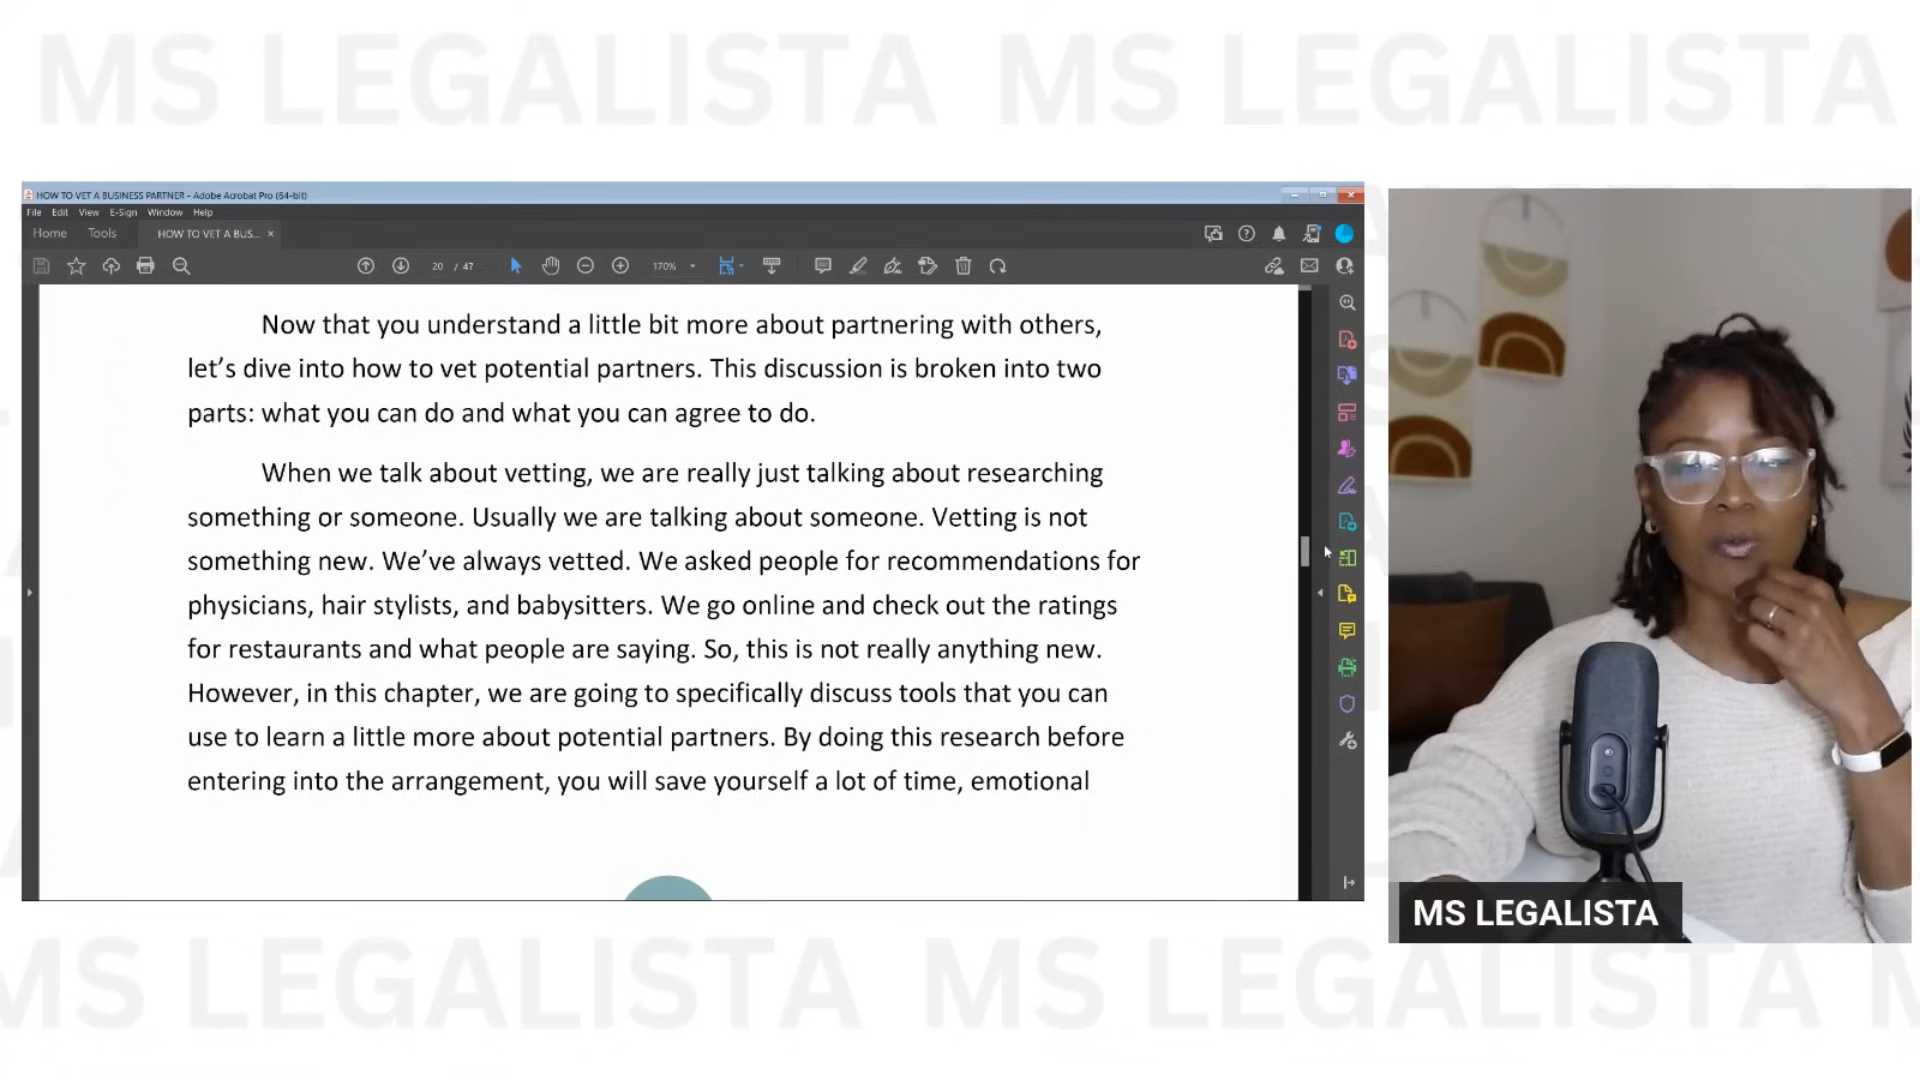 MS LEGALISTA MS LEGALISTA
HOW TO VET A BUSINESS PARTNER - Adobe Acrobat Pro (64-bit)
File Edit View E-Sign Window Help
Home Tools HOW TO VET A BUS... ×
20 / 47 170%
Now that you understand a little bit more about partnering with others,
let’s dive into how to vet potential partners. This discussion is broken into two
parts: what you can do and what you can agree to do.
When we talk about vetting, we are really just talking about researching
something or someone. Usually we are talking about someone. Vetting is not
something new. We’ve always vetted. We asked people for recommendations for
physicians, hair stylists, and babysitters. We go online and check out the ratings
for restaurants and what people are saying. So, this is not really anything new.
However, in this chapter, we are going to specifically discuss tools that you can
use to learn a little more about potential partners. By doing this research before
entering into the arrangement, you will save yourself a lot of time, emotional
MS LEGALISTA
MS LEGALISTA MS LEGALISTA M